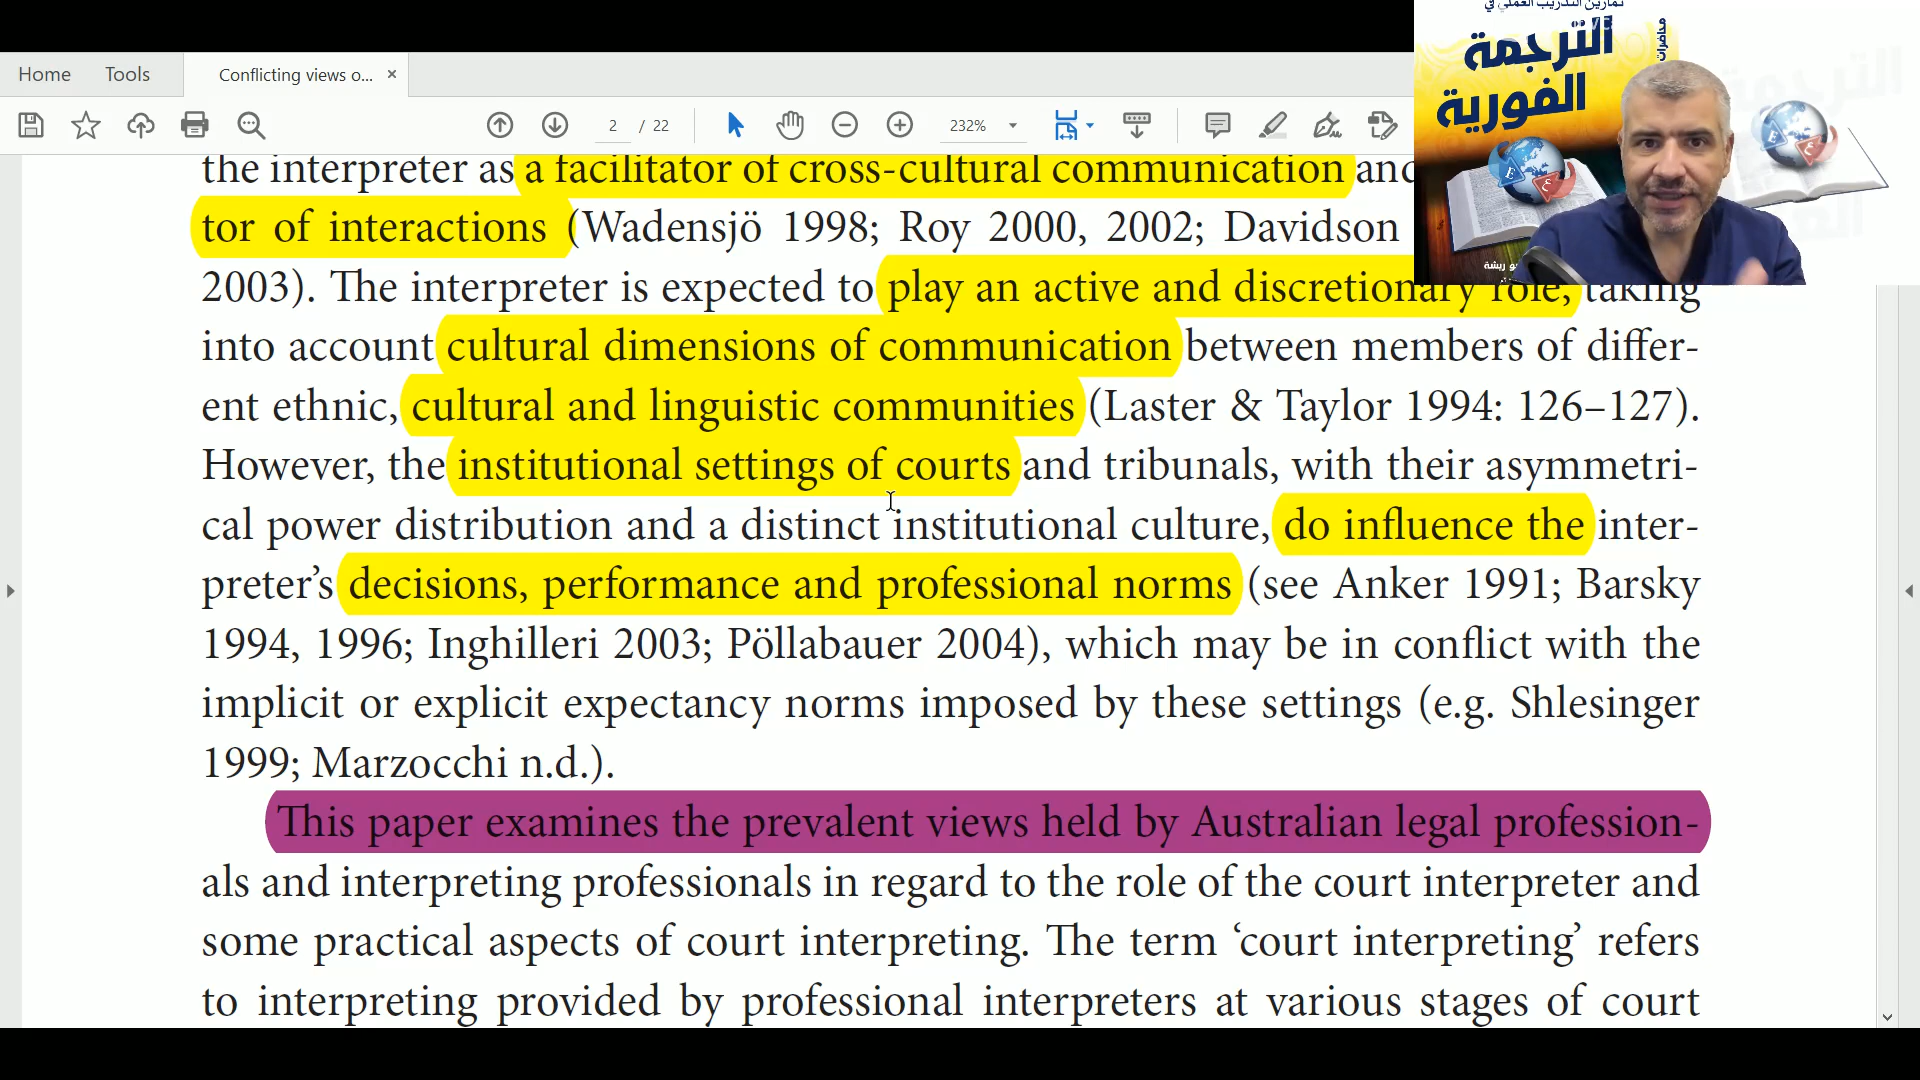 تمارين التدريب العملي في
الترجمة
الفورية
محاضرات
Home Tools Conflicting views o... ×
2 / 22 232%
the interpreter as a facilitator of cross-cultural communication and
tor of interactions (Wadensjö 1998; Roy 2000, 2002; Davidson
2003). The interpreter is expected to play an active and discretionary role, taking
into account cultural dimensions of communication between members of differ-
ent ethnic, cultural and linguistic communities (Laster & Taylor 1994: 126–127).
However, the institutional settings of courts and tribunals, with their asymmetri-
cal power distribution and a distinct institutional culture, do influence the inter-
preter’s decisions, performance and professional norms (see Anker 1991; Barsky
1994, 1996; Inghilleri 2003; Pöllabauer 2004), which may be in conflict with the
implicit or explicit expectancy norms imposed by these settings (e.g. Shlesinger
1999; Marzocchi n.d.).
This paper examines the prevalent views held by Australian legal profession-
als and interpreting professionals in regard to the role of the court interpreter and
some practical aspects of court interpreting. The term ‘court interpreting’ refers
to interpreting provided by professional interpreters at various stages of court